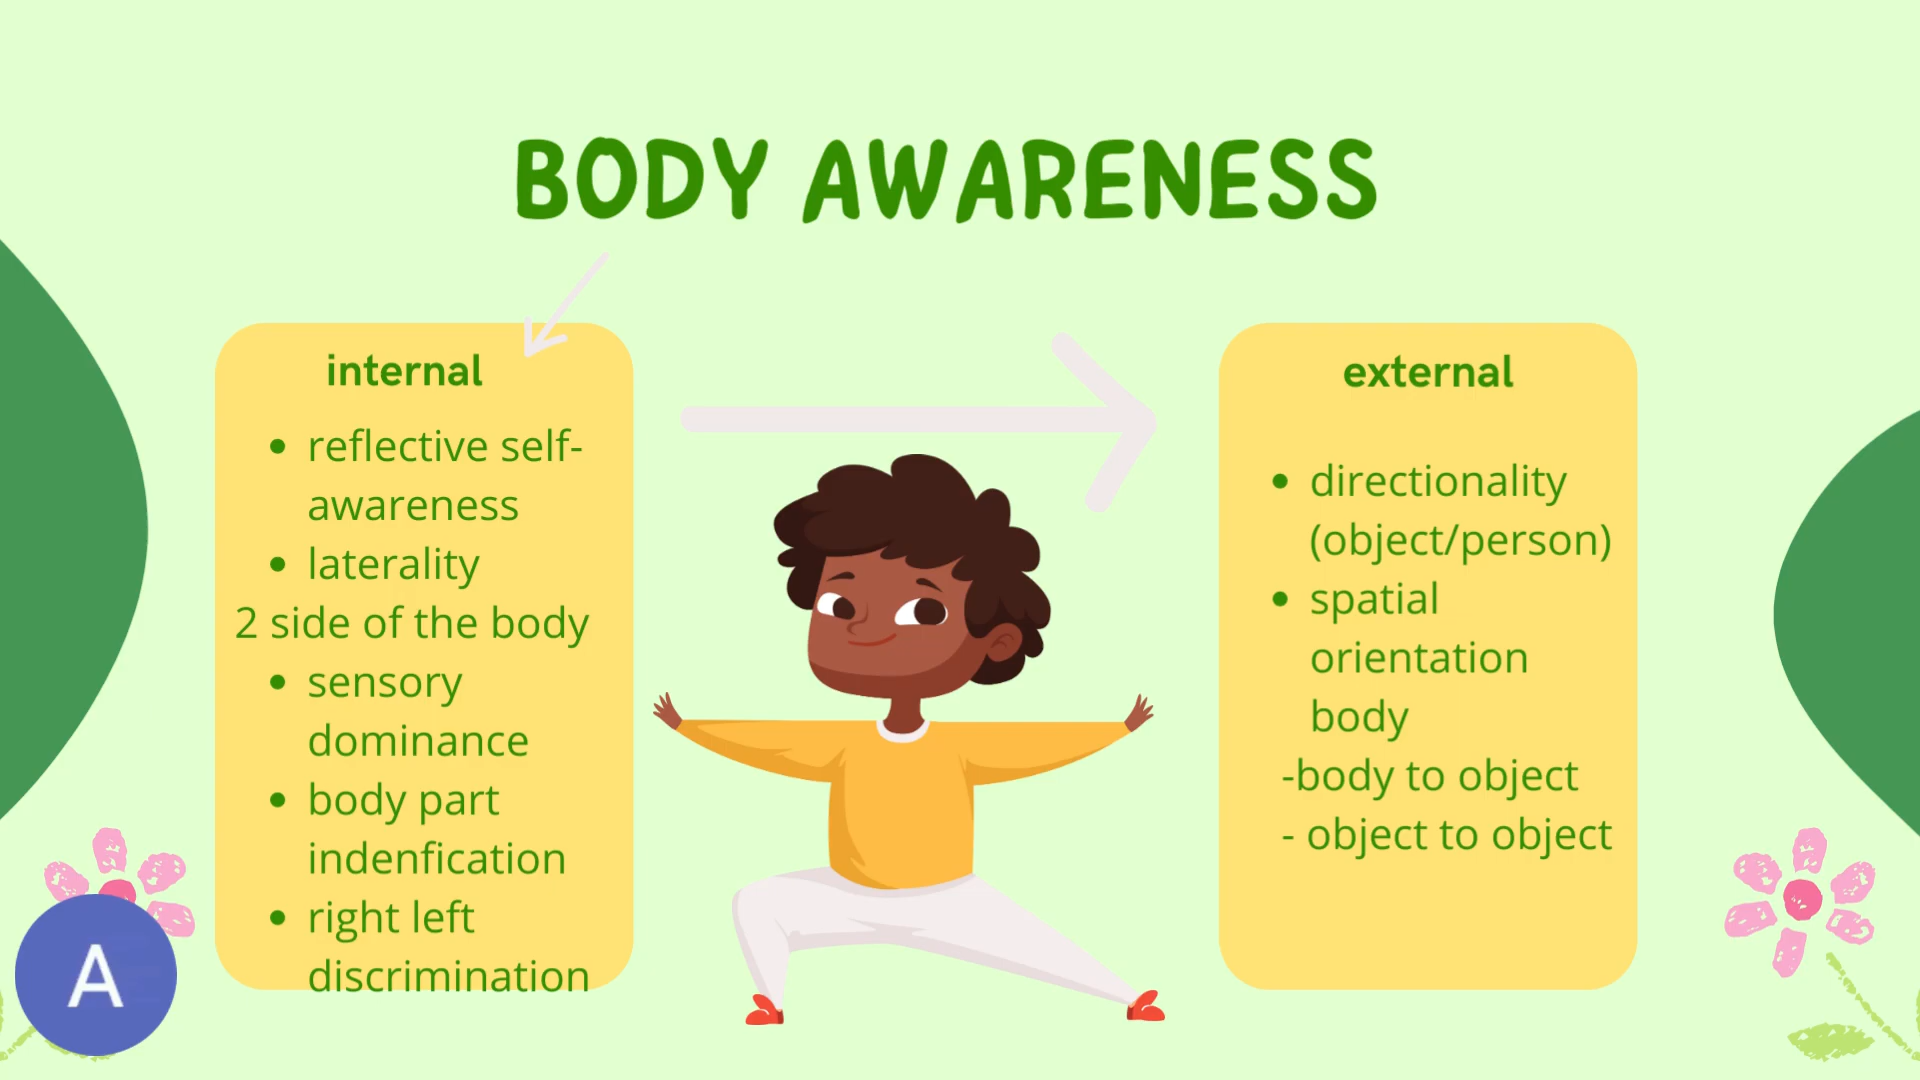 BODY AWARENESS
internal
reflective self-
awareness
laterality
2 side of the body
sensory
dominance
body part
indenfication
right left
discrimination
external
directionality
(object/person)
spatial
orientation
body
-body to object
- object to object
A